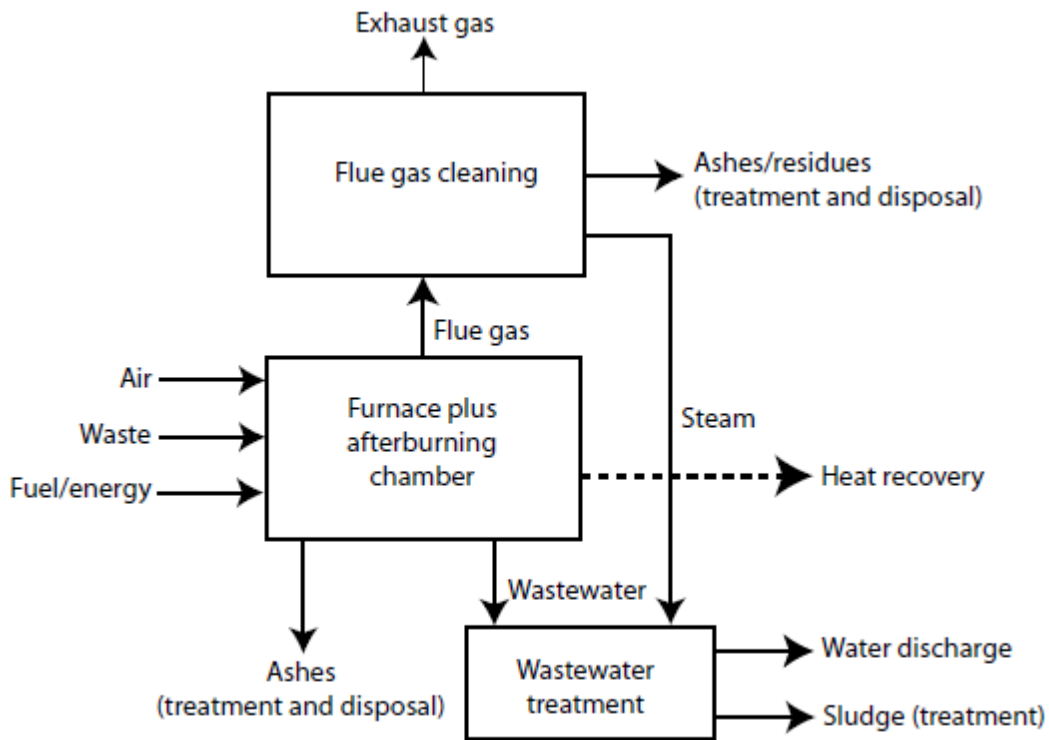 Exhaust gas
Flue gas cleaning
Ashes/residues
(treatment and disposal)
Flue gas
Air
Waste
Fuel/energy
Furnace plus
afterburning
chamber
Steam
Heat recovery
Wastewater
Ashes
(treatment and disposal)
Wastewater
treatment
Water discharge
Sludge (treatment)